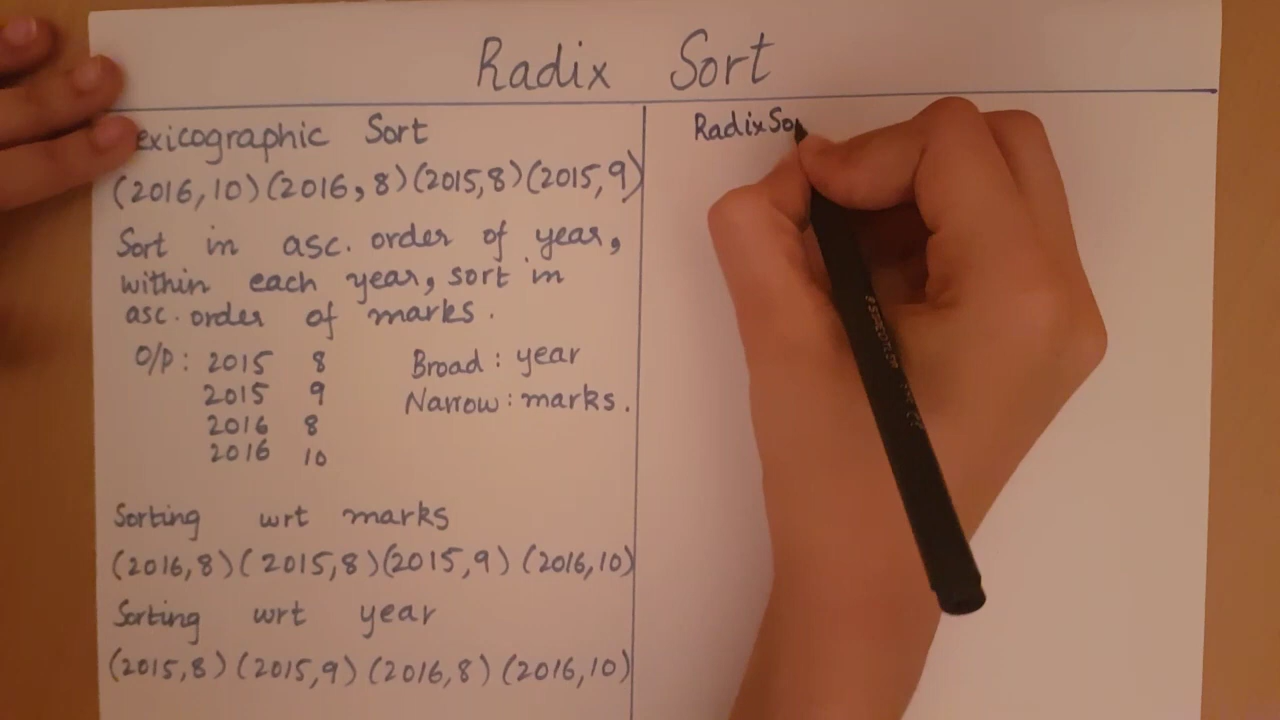 Radix Sort
exicographic Sort
(2016,10) (2016,8) (2015,8) (2015,9)
Sort in asc. order of year,
within each year, sort in
asc. order of marks.
O/P: 2015 8
2015 9
2016 8
2016 10
Broad: year
Narrow: marks.
Sorting wrt marks
(2016,8) (2015,8) (2015,9) (2016,10)
Sorting wrt year
(2015,8) (2015,9) (2016,8) (2016,10)
RadixSo
STAEDTLER